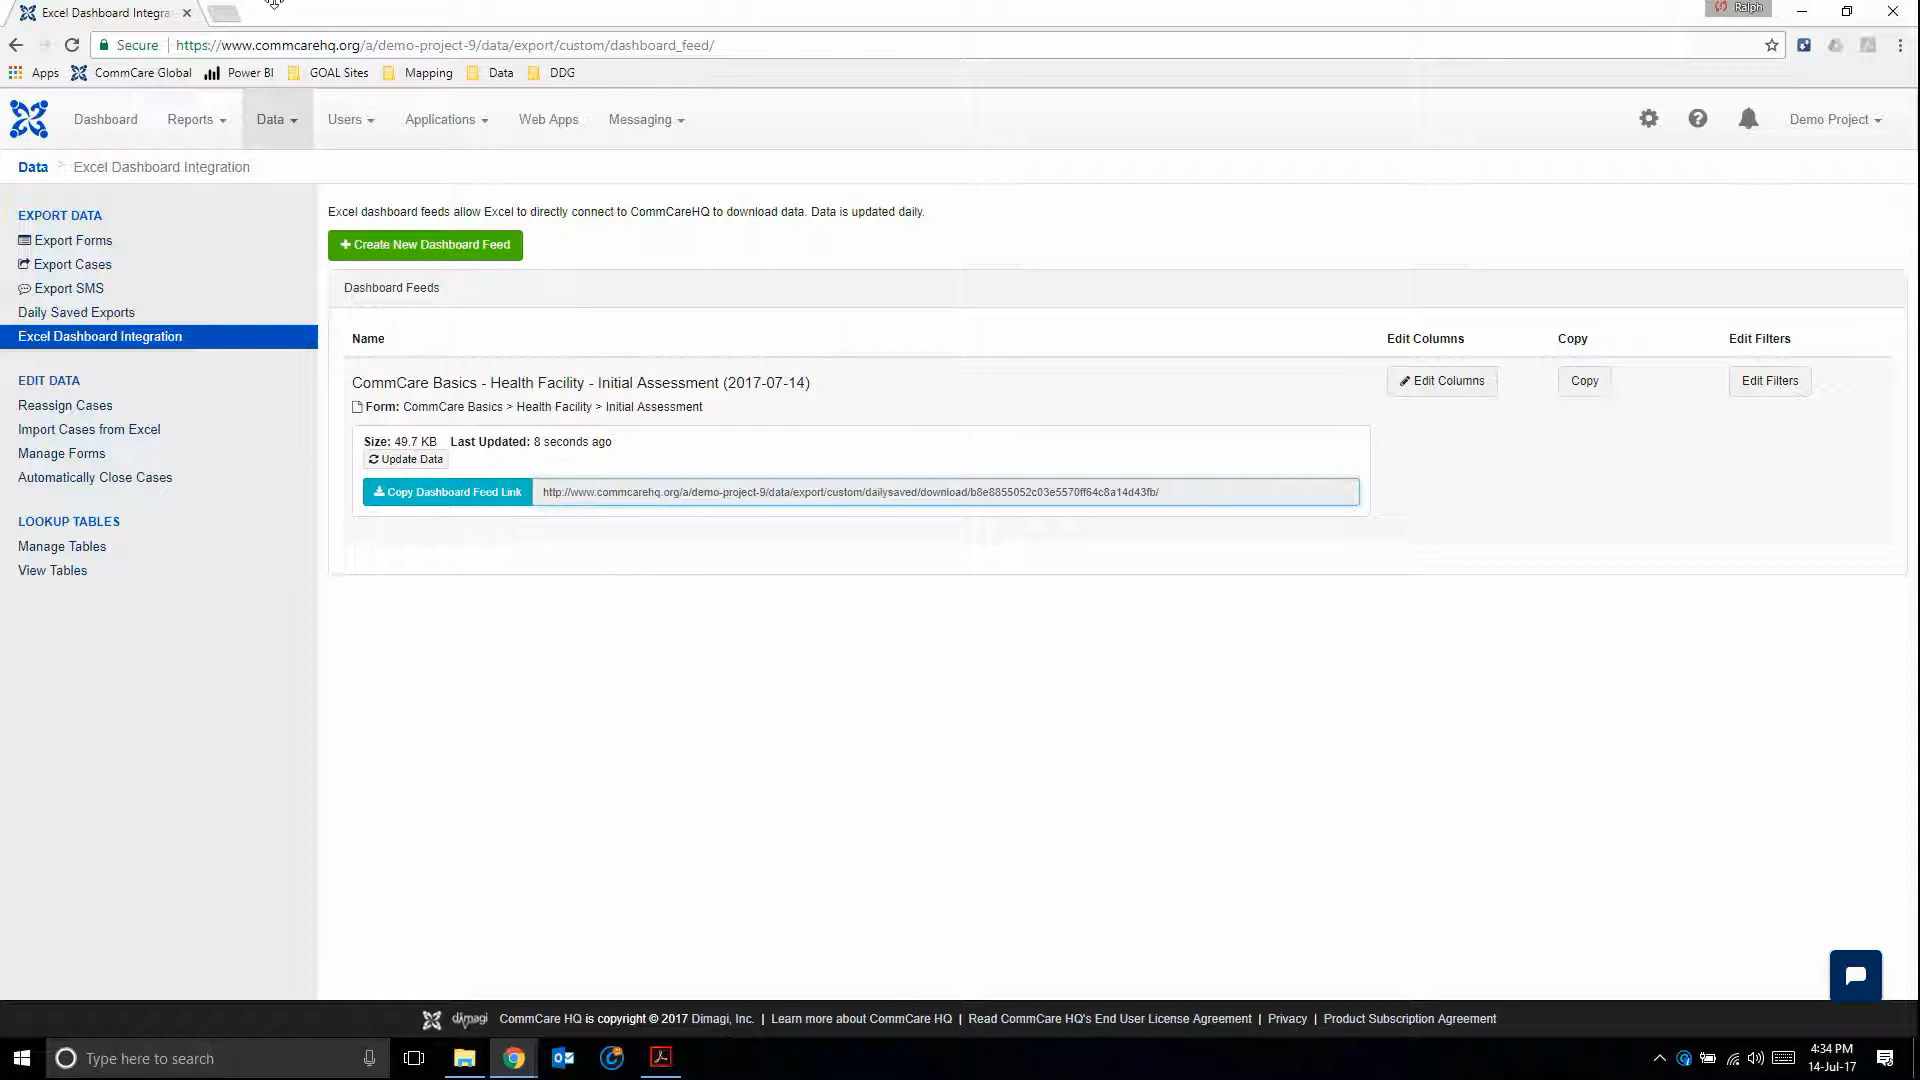 Excel Dashboard Integra
Ralph
Secure
https://www.commcarehq.org/a/demo-project-9/data/export/custom/dashboard_feed/
Apps CommCare Global Power BI GOAL Sites Mapping Data DDG
Dashboard Reports Data Users Applications Web Apps Messaging Demo Project
Data > Excel Dashboard Integration
EXPORT DATA
Export Forms
Export Cases
Export SMS
Daily Saved Exports
Excel Dashboard Integration
EDIT DATA
Reassign Cases
Import Cases from Excel
Manage Forms
Automatically Close Cases
LOOKUP TABLES
Manage Tables
View Tables
Excel dashboard feeds allow Excel to directly connect to CommCareHQ to download data. Data is updated daily.
+ Create New Dashboard Feed
Dashboard Feeds
Name Edit Columns Copy Edit Filters
CommCare Basics - Health Facility - Initial Assessment (2017-07-14) Edit Columns Copy Edit Filters
Form: CommCare Basics > Health Facility > Initial Assessment
Size: 49.7 KB Last Updated: 8 seconds ago
Update Data
Copy Dashboard Feed Link http://www.commcarehq.org/a/demo-project-9/data/export/custom/dailysaved/download/b8e8855052c03e5570ff64c8a14d43fb/
dimagi CommCare HQ is copyright © 2017 Dimagi, Inc. | Learn more about CommCare HQ | Read CommCare HQ's End User License Agreement | Privacy | Product Subscription Agreement
Type here to search
4:34 PM
14-Jul-17